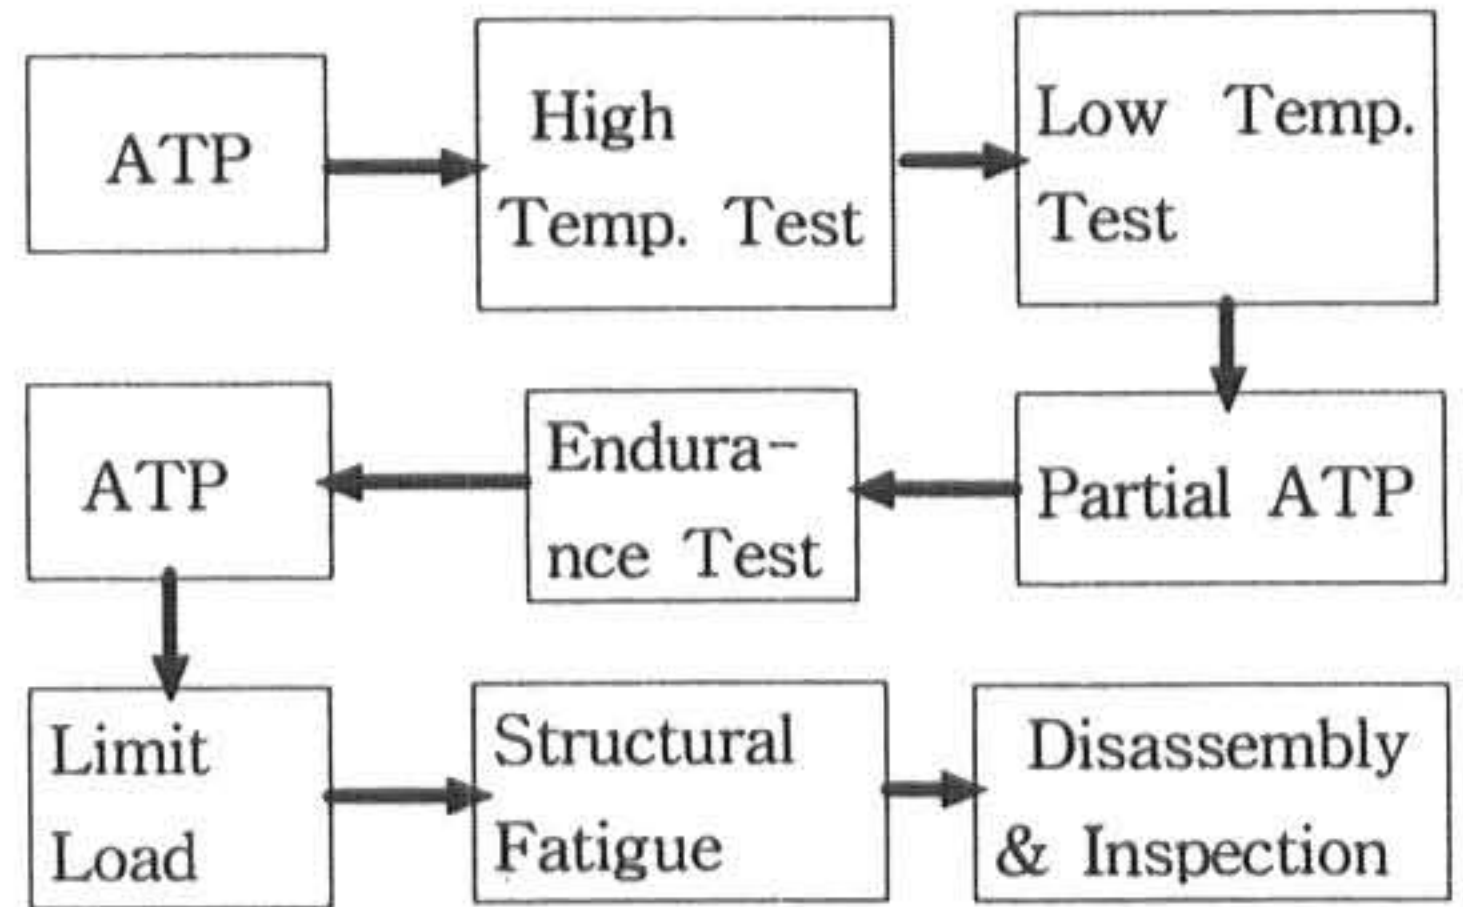 ATP
High
Temp. Test
Low Temp.
Test
Partial ATP
Endura-
nce Test
ATP
Limit
Load
Structural
Fatigue
Disassembly
& Inspection